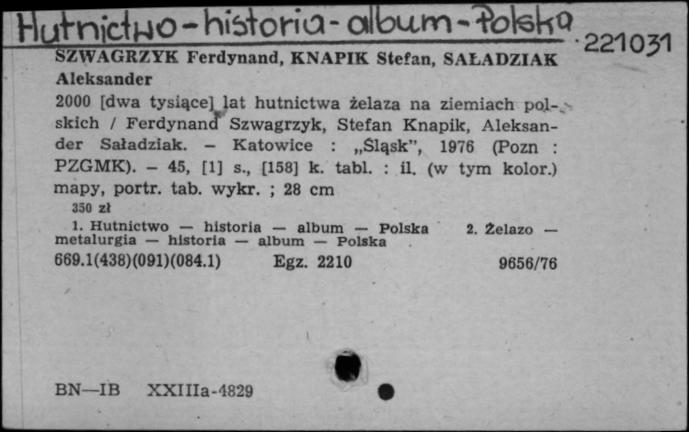 Hutnictwo - historia - album - Polska
221031
SZWAGRZYK Ferdynand, KNAPIK Stefan, SAŁADZIAK
Aleksander
2000 [dwa tysiące] lat hutnictwa żelaza na ziemiach pol-
skich / Ferdynand Szwagrzyk, Stefan Knapik, Aleksan-
der Saładziak. — Katowice : „Śląsk”, 1976 (Pozn :
PZGMK). — 45, [1] s., [158] k. tabl. : il. (w tym kolor.)
mapy, portr. tab. wykr. ; 28 cm
350 zł
1. Hutnictwo — historia — album — Polska 2. Żelazo —
metalurgia — historia — album — Polska
669.1(438)(091)(084.1) Egz. 2210 9656/76
BN—IB XXIIIa-4829